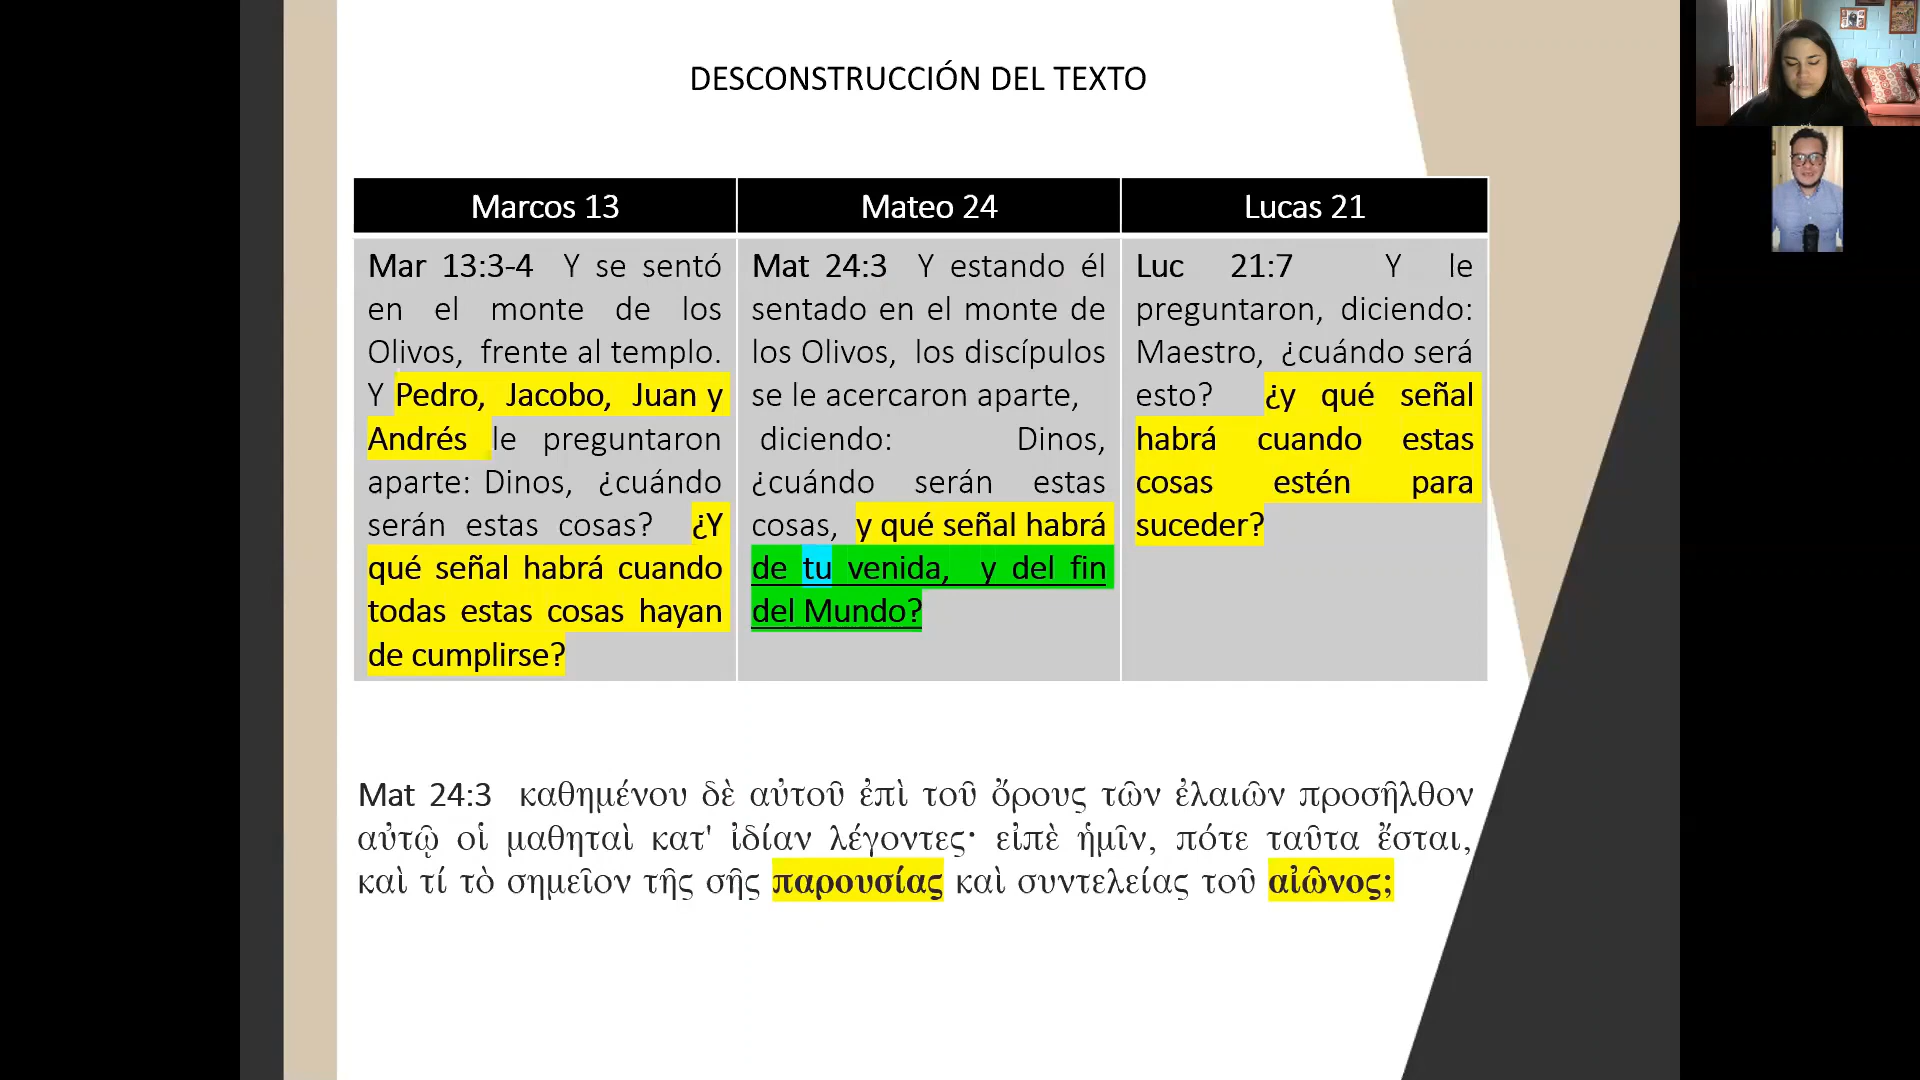 DESCONSTRUCCIÓN DEL TEXTO
Marcos 13
Mateo 24
Lucas 21
Mar 13:3-4 Y se sentó
en el monte de los
Olivos, frente al templo.
Y Pedro, Jacobo, Juan y
Andrés le preguntaron
aparte: Dinos, ¿cuándo
serán estas cosas? ¿Y
qué señal habrá cuando
todas estas cosas hayan
de cumplirse?
Mat 24:3 Y estando él
sentado en el monte de
los Olivos, los discípulos
se le acercaron aparte,
diciendo: Dinos,
¿cuándo serán estas
cosas, y qué señal habrá
de tu venida, y del fin
del Mundo?
Luc 21:7 Y le
preguntaron, diciendo:
Maestro, ¿cuándo será
esto? ¿y qué señal
habrá cuando estas
cosas estén para
suceder?
Mat 24:3 καθημένου δὲ αὐτοῦ ἐπὶ τοῦ ὄρους τῶν ἐλαιῶν προσῆλθον
αὐτῷ οἱ μαθηταὶ κατ' ἰδίαν λέγοντες· εἰπὲ ἡμῖν, πότε ταῦτα ἔσται,
καὶ τί τὸ σημεῖον τῆς σῆς παρουσίας καὶ συντελείας τοῦ αἰῶνος;